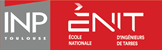 INP
TOULOUSE
ÉNIT
ÉCOLE D'INGÉNIEURS
NATIONALE DE TARBES